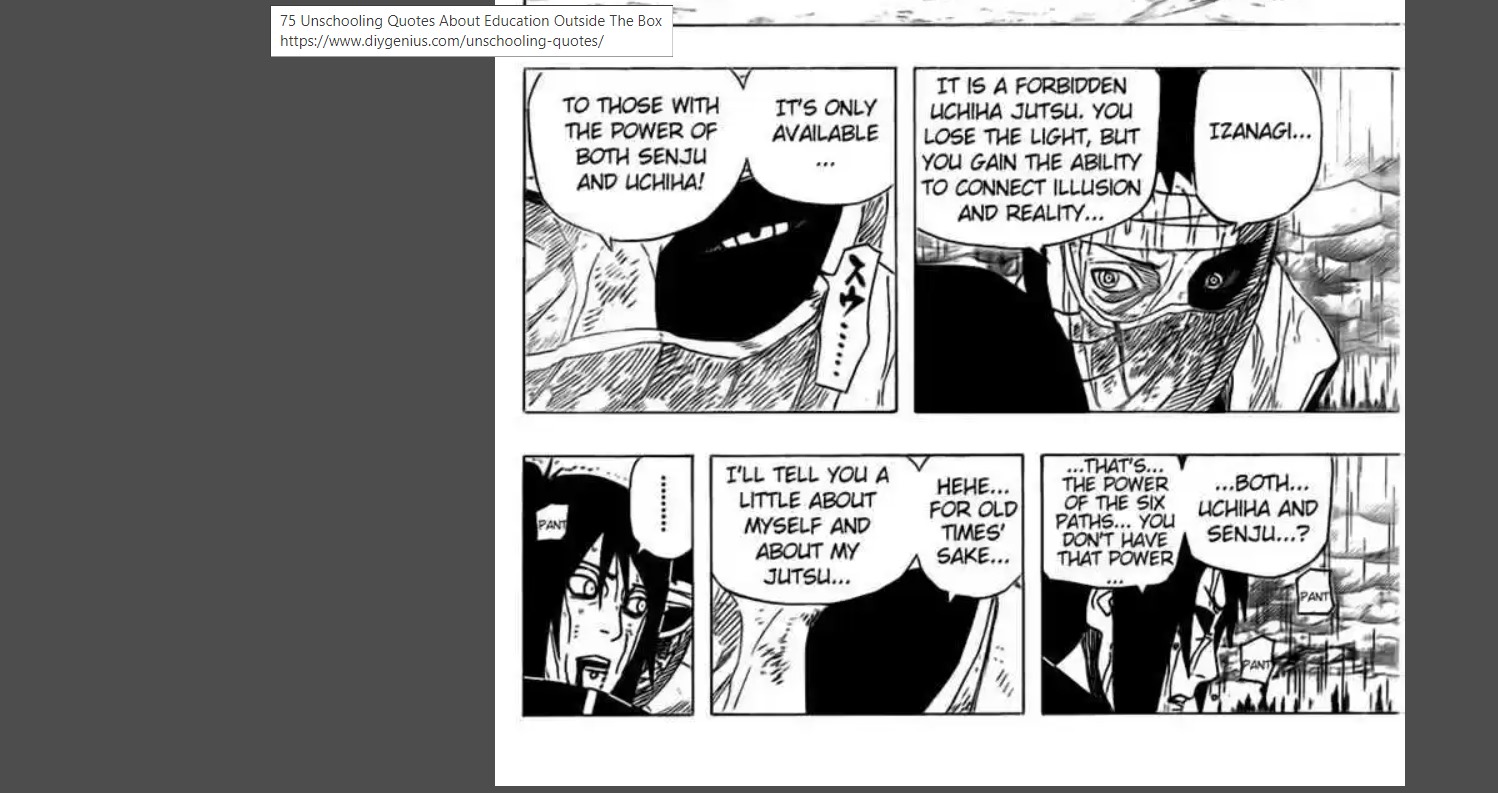 75 Unschooling Quotes About Education Outside The Box
https://www.diygenius.com/unschooling-quotes/
IZANAGI...
IT IS A FORBIDDEN
UCHIHA JUTSU. YOU
LOSE THE LIGHT, BUT
YOU GAIN THE ABILITY
TO CONNECT ILLUSION
AND REALITY...
IT'S ONLY
AVAILABLE
...
TO THOSE WITH
THE POWER OF
BOTH SENJU
AND UCHIHA!
スウ.........
...BOTH...
UCHIHA AND
SENJU...?
...THAT'S...
THE POWER
OF THE SIX
PATHS... YOU
DON'T HAVE
THAT POWER
...
PANT
PANT
HEHE...
FOR OLD
TIMES'
SAKE...
I'LL TELL YOU A
LITTLE ABOUT
MYSELF AND
ABOUT MY
JUTSU...
.........
PANT